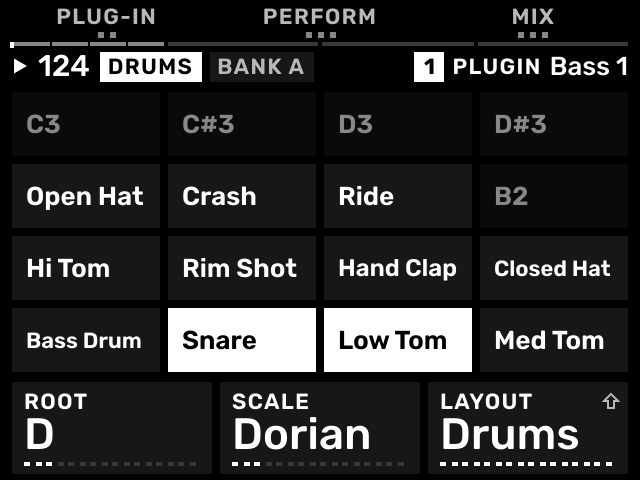 PLUG-IN PERFORM MIX
124 DRUMS BANK A 1 PLUGIN Bass 1
C3 C#3 D3 D#3
Open Hat Crash Ride B2
Hi Tom Rim Shot Hand Clap Closed Hat
Bass Drum Snare Low Tom Med Tom
ROOT SCALE LAYOUT
D Dorian Drums